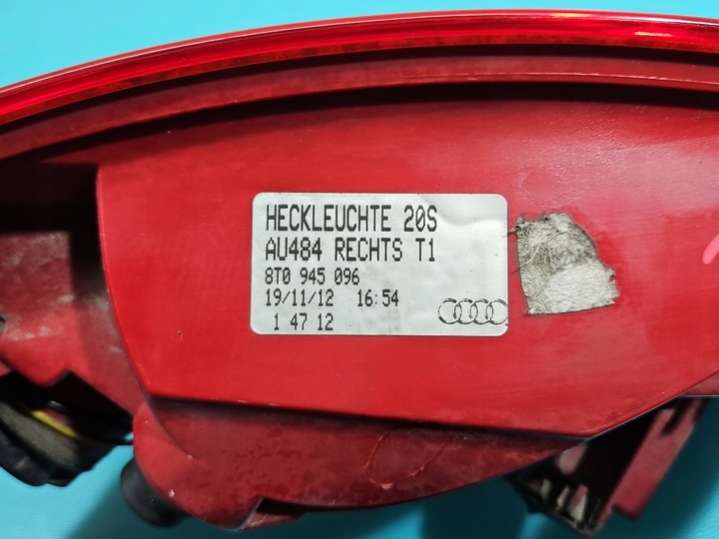 HECKLEUCHTE 20S
AU484 RECHTS T1
8T0 945 096
19/11/12 16:54
1 47 12